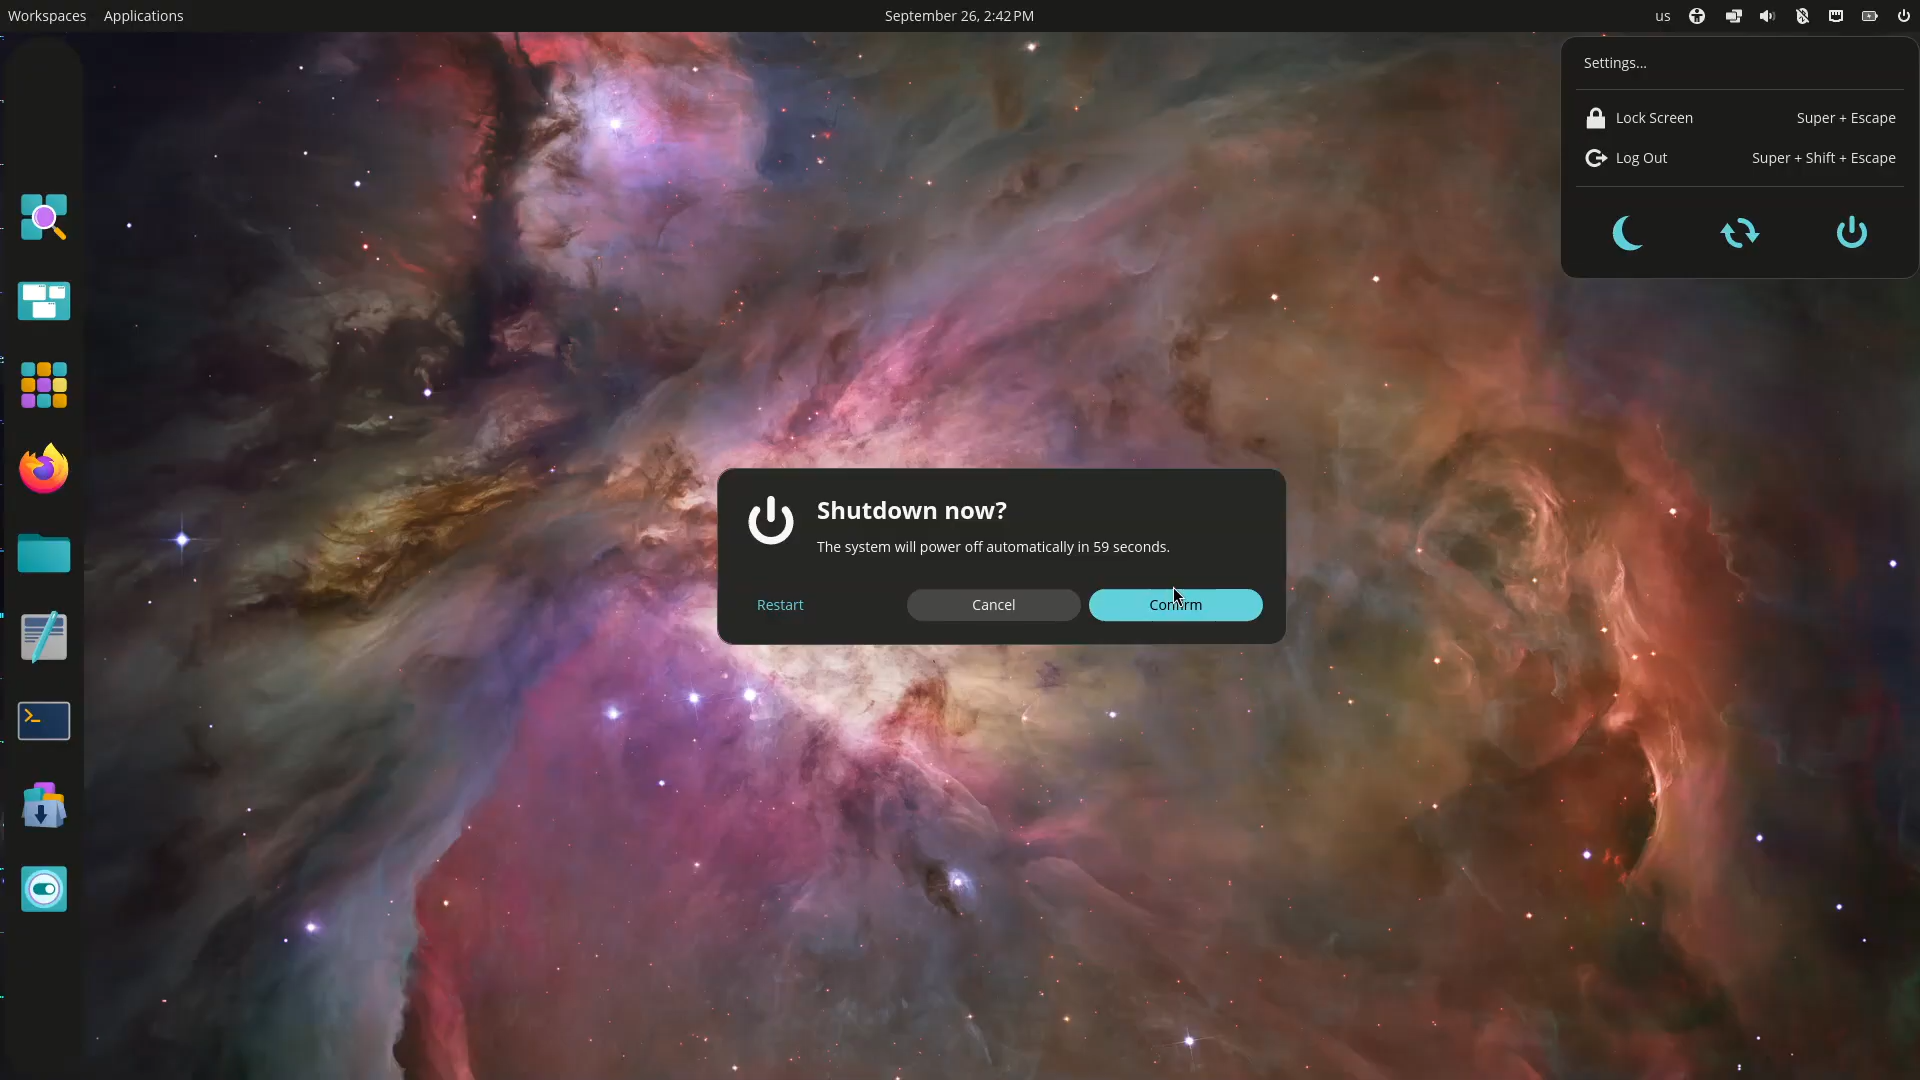 Workspaces Applications September 26, 2:42 PM us
Settings...
Lock Screen Super + Escape
Log Out Super + Shift + Escape
Shutdown now?
The system will power off automatically in 59 seconds.
Restart Cancel Confirm